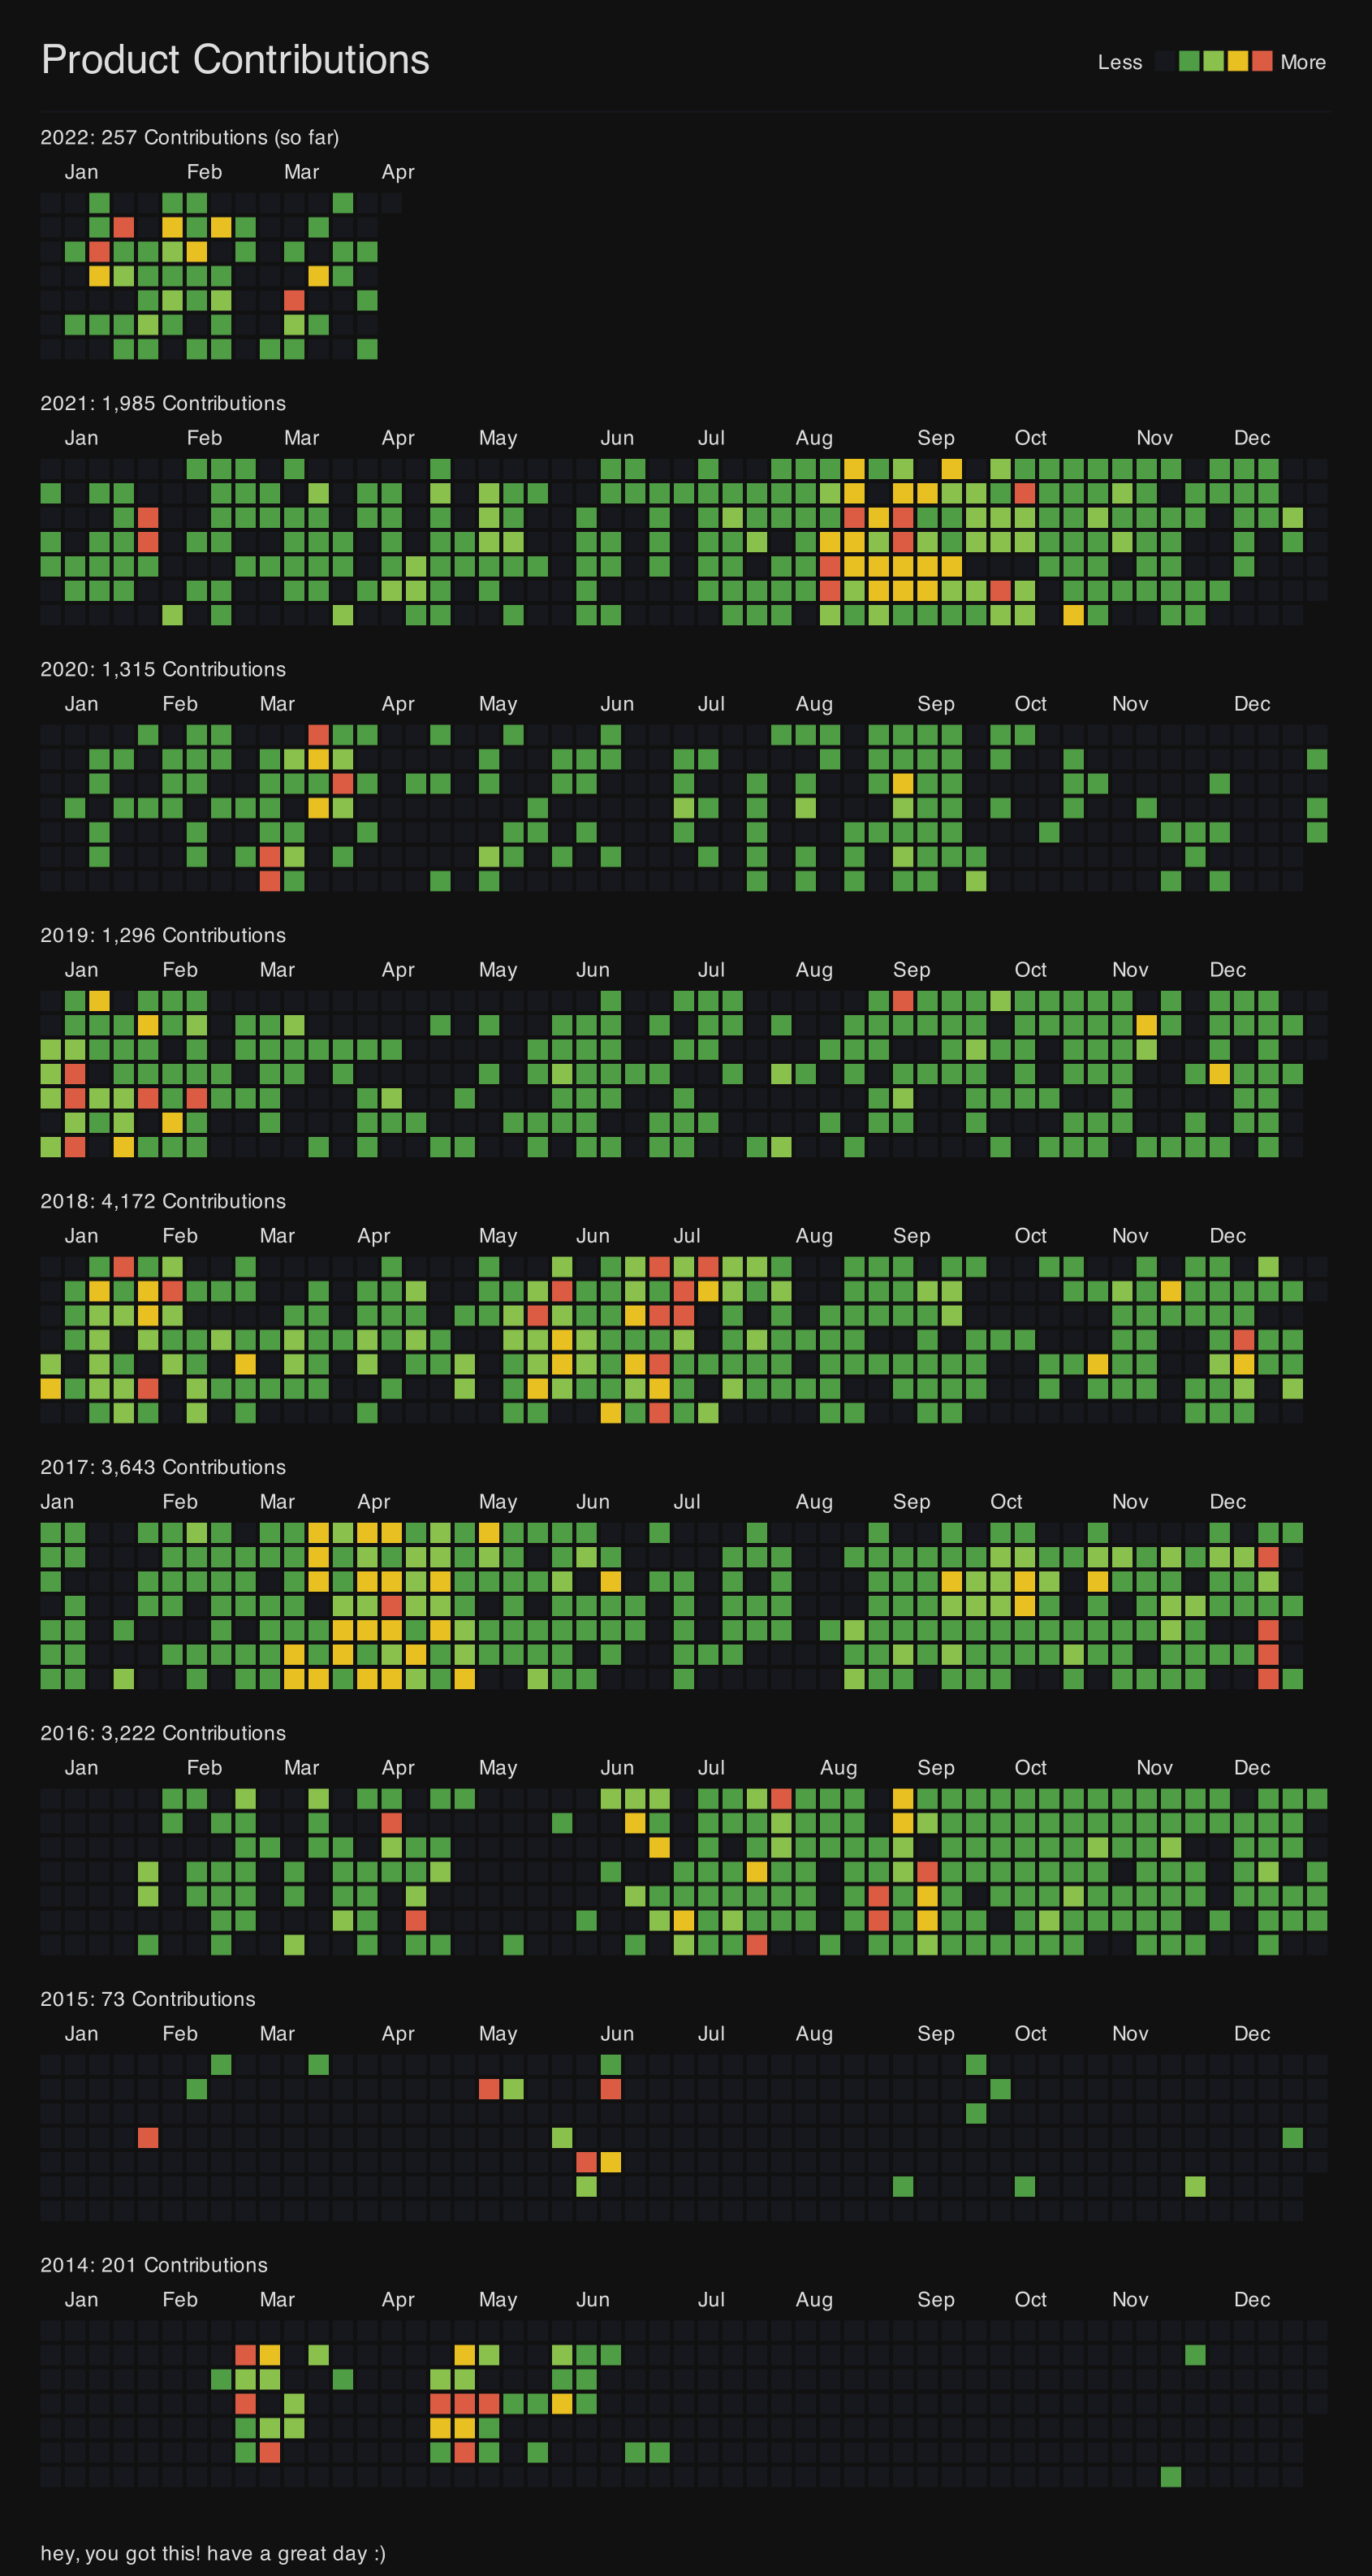 Product Contributions
Less More
2022: 257 Contributions (so far)
Jan Feb Mar Apr
2021: 1,985 Contributions
Jan Feb Mar Apr May Jun Jul Aug Sep Oct Nov Dec
2020: 1,315 Contributions
Jan Feb Mar Apr May Jun Jul Aug Sep Oct Nov Dec
2019: 1,296 Contributions
Jan Feb Mar Apr May Jun Jul Aug Sep Oct Nov Dec
2018: 4,172 Contributions
Jan Feb Mar Apr May Jun Jul Aug Sep Oct Nov Dec
2017: 3,643 Contributions
Jan Feb Mar Apr May Jun Jul Aug Sep Oct Nov Dec
2016: 3,222 Contributions
Jan Feb Mar Apr May Jun Jul Aug Sep Oct Nov Dec
2015: 73 Contributions
Jan Feb Mar Apr May Jun Jul Aug Sep Oct Nov Dec
2014: 201 Contributions
Jan Feb Mar Apr May Jun Jul Aug Sep Oct Nov Dec
hey, you got this! have a great day :)